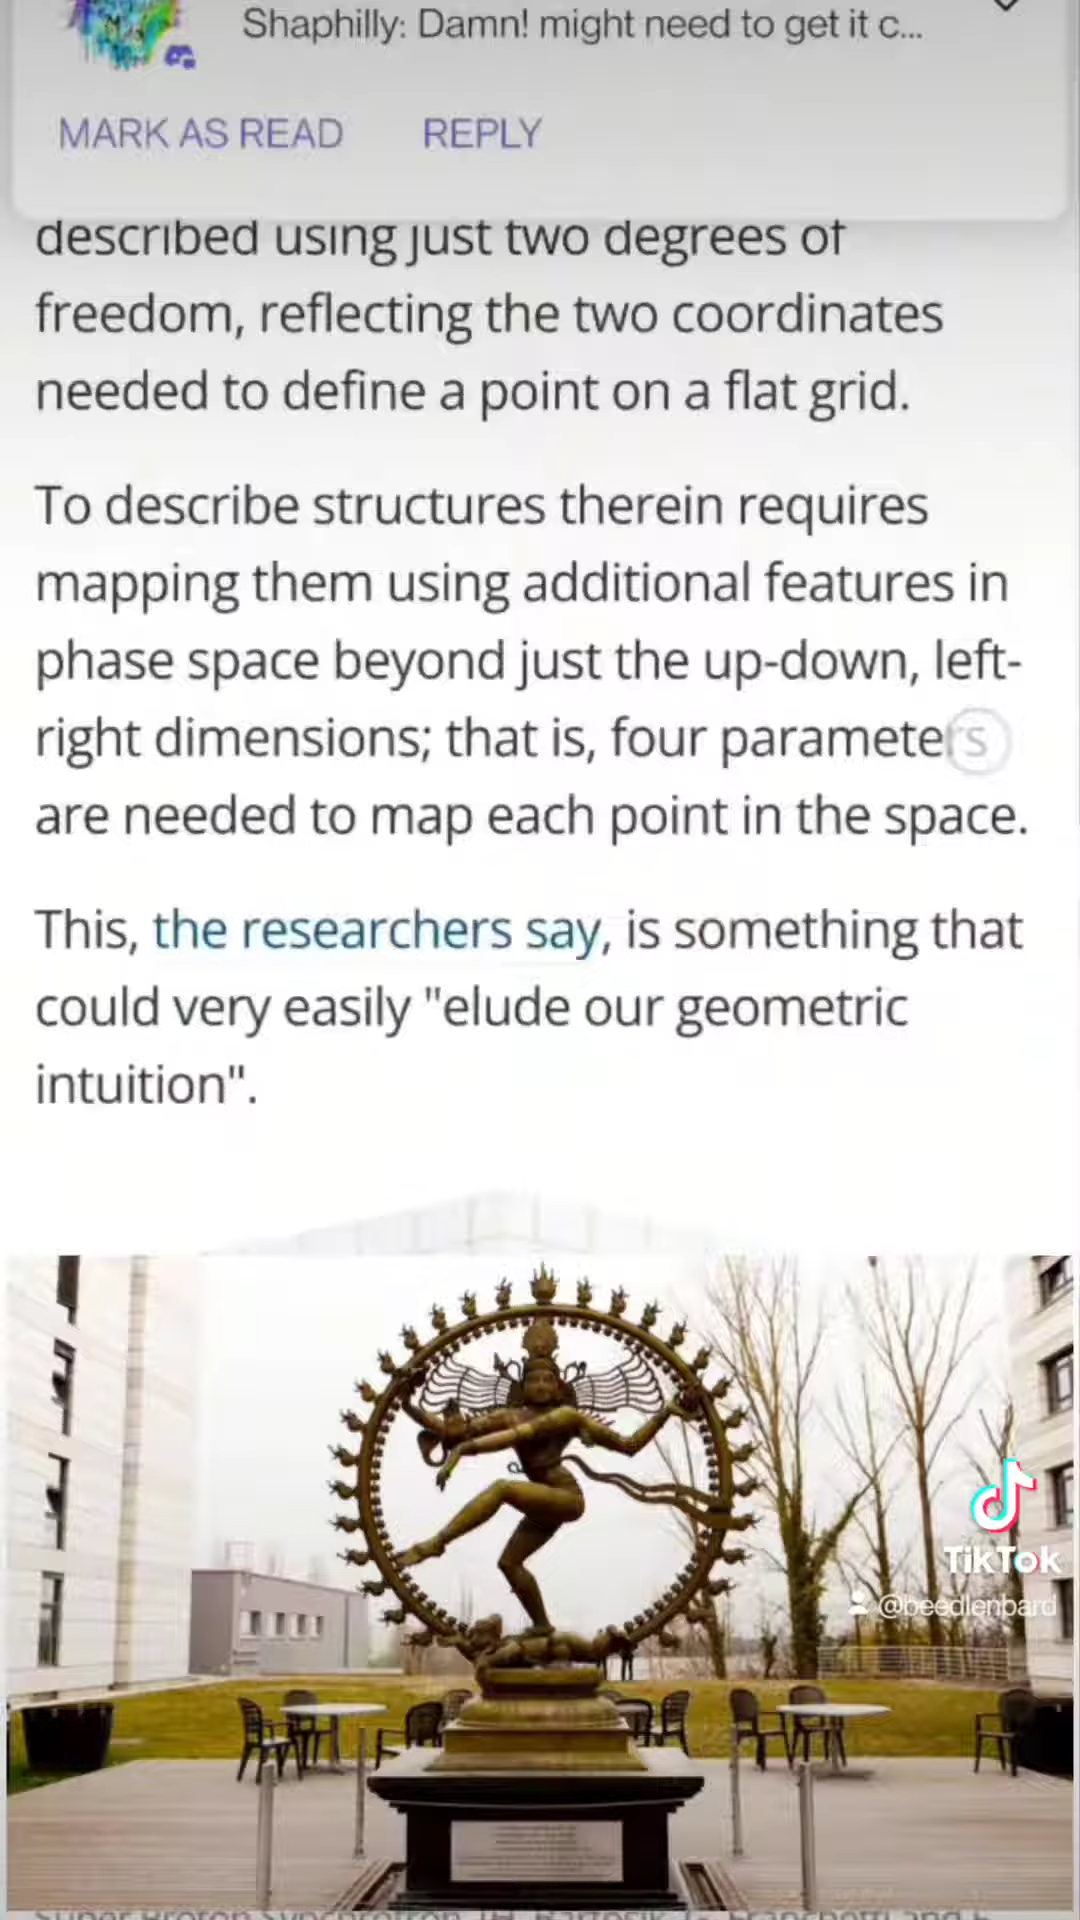 Shaphilly: Damn! might need to get it c...
MARK AS READ REPLY
described using just two degrees of
freedom, reflecting the two coordinates
needed to define a point on a flat grid.
To describe structures therein requires
mapping them using additional features in
phase space beyond just the up-down, left-
right dimensions; that is, four parameters
are needed to map each point in the space.
This, the researchers say, is something that
could very easily "elude our geometric
intuition".
TikTok
@beedlenbard
Super Proton Synchrotron